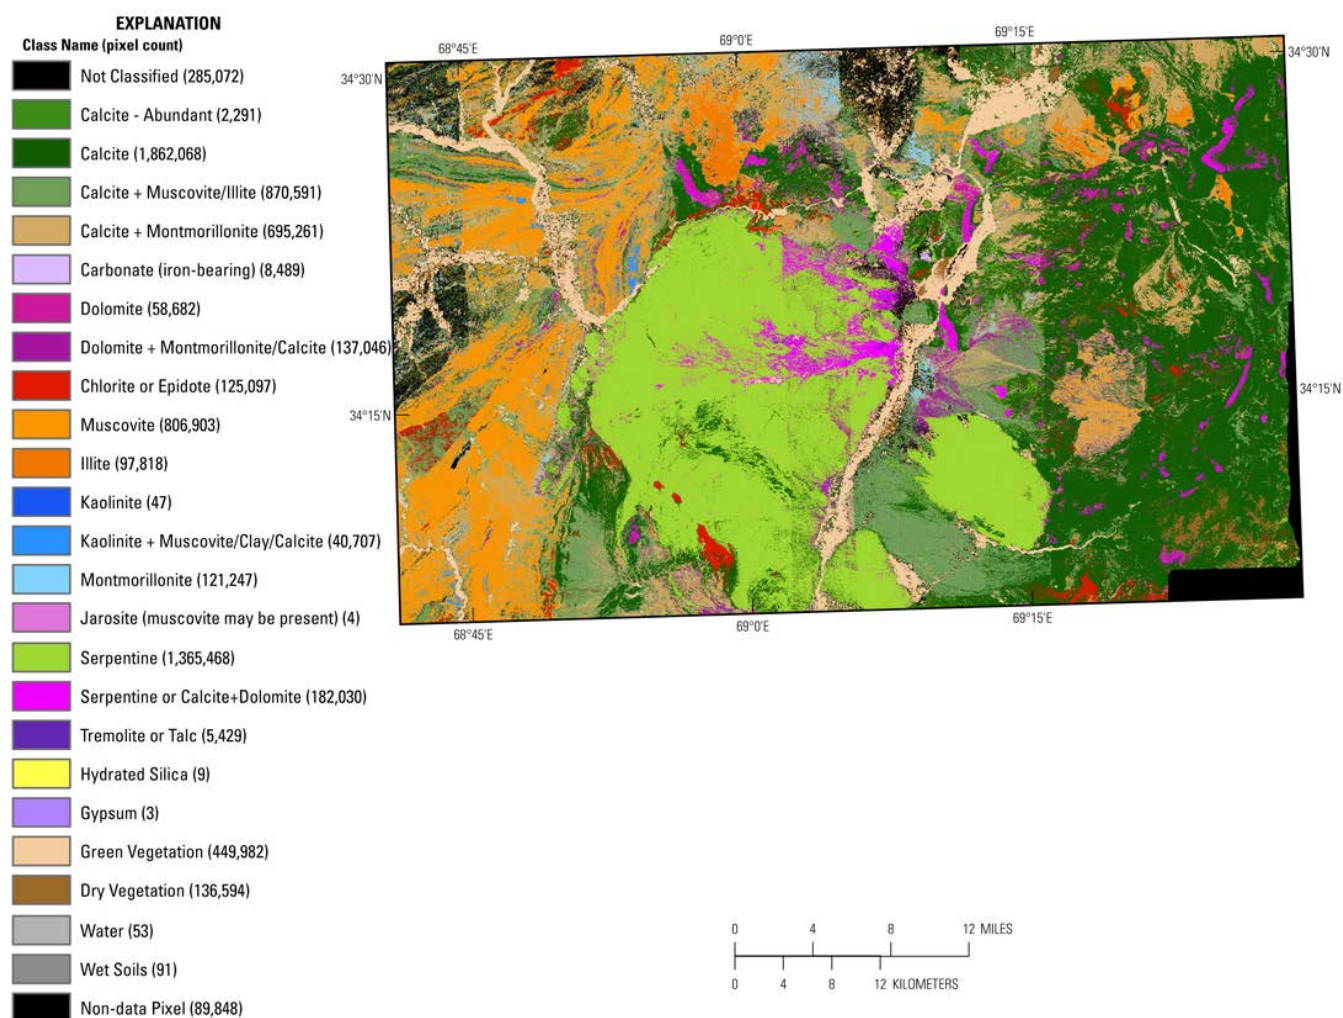 EXPLANATION
Class Name (pixel count)
Not Classified (285,072)
Calcite - Abundant (2,291)
Calcite (1,862,068)
Calcite + Muscovite/Illite (870,591)
Calcite + Montmorillonite (695,261)
Carbonate (iron-bearing) (8,489)
Dolomite (58,682)
Dolomite + Montmorillonite/Calcite (137,046)
Chlorite or Epidote (125,097)
Muscovite (806,903)
Illite (97,818)
Kaolinite (47)
Kaolinite + Muscovite/Clay/Calcite (40,707)
Montmorillonite (121,247)
Jarosite (muscovite may be present) (4)
Serpentine (1,365,468)
Serpentine or Calcite+Dolomite (182,030)
Tremolite or Talc (5,429)
Hydrated Silica (9)
Gypsum (3)
Green Vegetation (449,982)
Dry Vegetation (136,594)
Water (53)
Wet Soils (91)
Non-data Pixel (89,848)
68°45'E
69°0'E
69°15'E
34°30'N
34°30'N
34°15'N
34°15'N
68°45'E
69°0'E
69°15'E
0 4 8 12 MILES
0 4 8 12 KILOMETERS